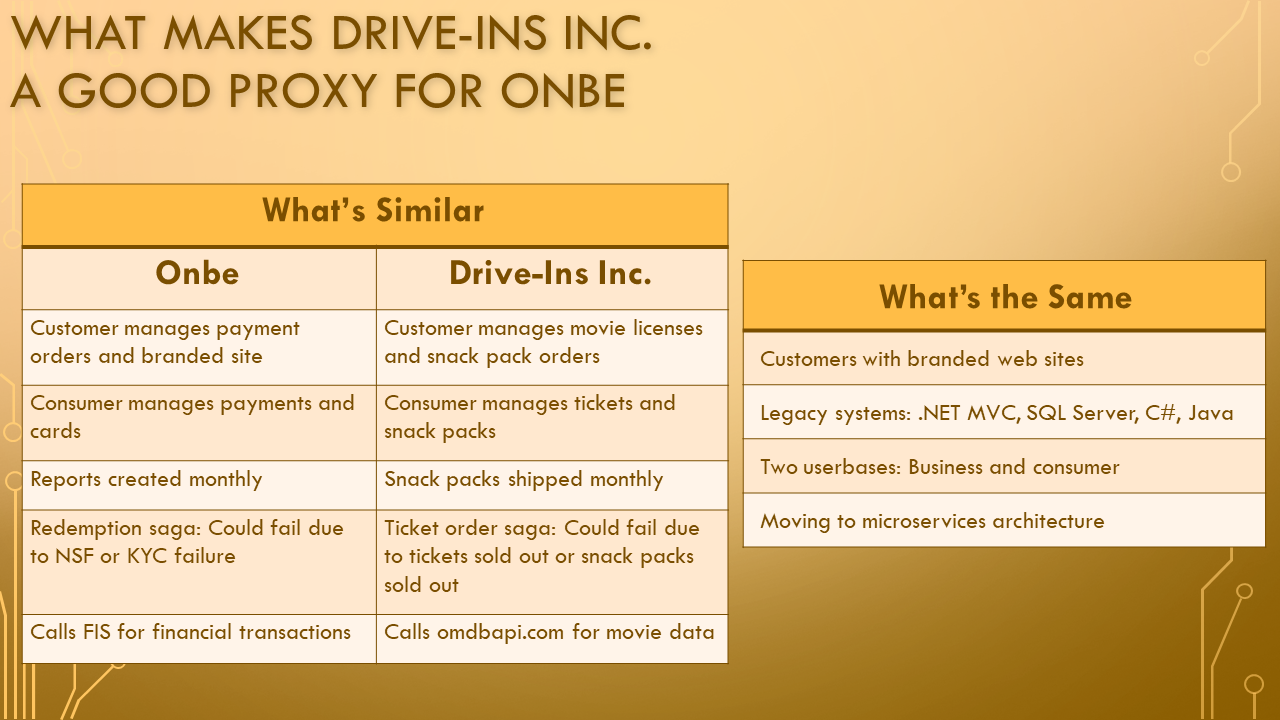 WHAT MAKES DRIVE-INS INC.
A GOOD PROXY FOR ONBE
What's Similar
Onbe
Drive-Ins Inc.
Customer manages payment
orders and branded site
Customer manages movie licenses
and snack pack orders
Consumer manages payments and
cards
Consumer manages tickets and
snack packs
Reports created monthly
Snack packs shipped monthly
Redemption saga: Could fail due
to NSF or KYC failure
Ticket order saga: Could fail due
to tickets sold out or snack packs
sold out
Calls FIS for financial transactions
Calls omdbapi.com for movie data
What's the Same
Customers with branded web sites
Legacy systems: .NET MVC, SQL Server, C#, Java
Two userbases: Business and consumer
Moving to microservices architecture